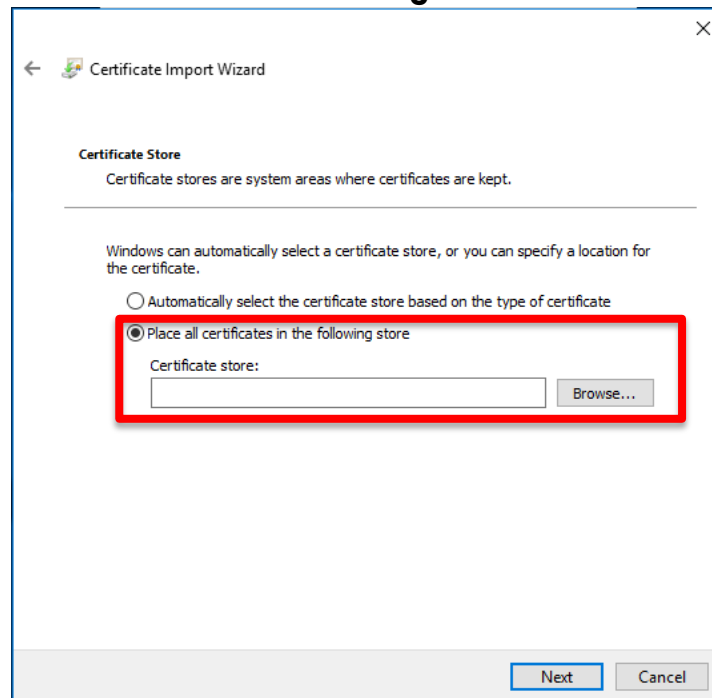 Certificate Import Wizard
Certificate Store
Certificate stores are system areas where certificates are kept.
Windows can automatically select a certificate store, or you can specify a location for
the certificate.
Automatically select the certificate store based on the type of certificate
Place all certificates in the following store
Certificate store:
Browse...
Next
Cancel